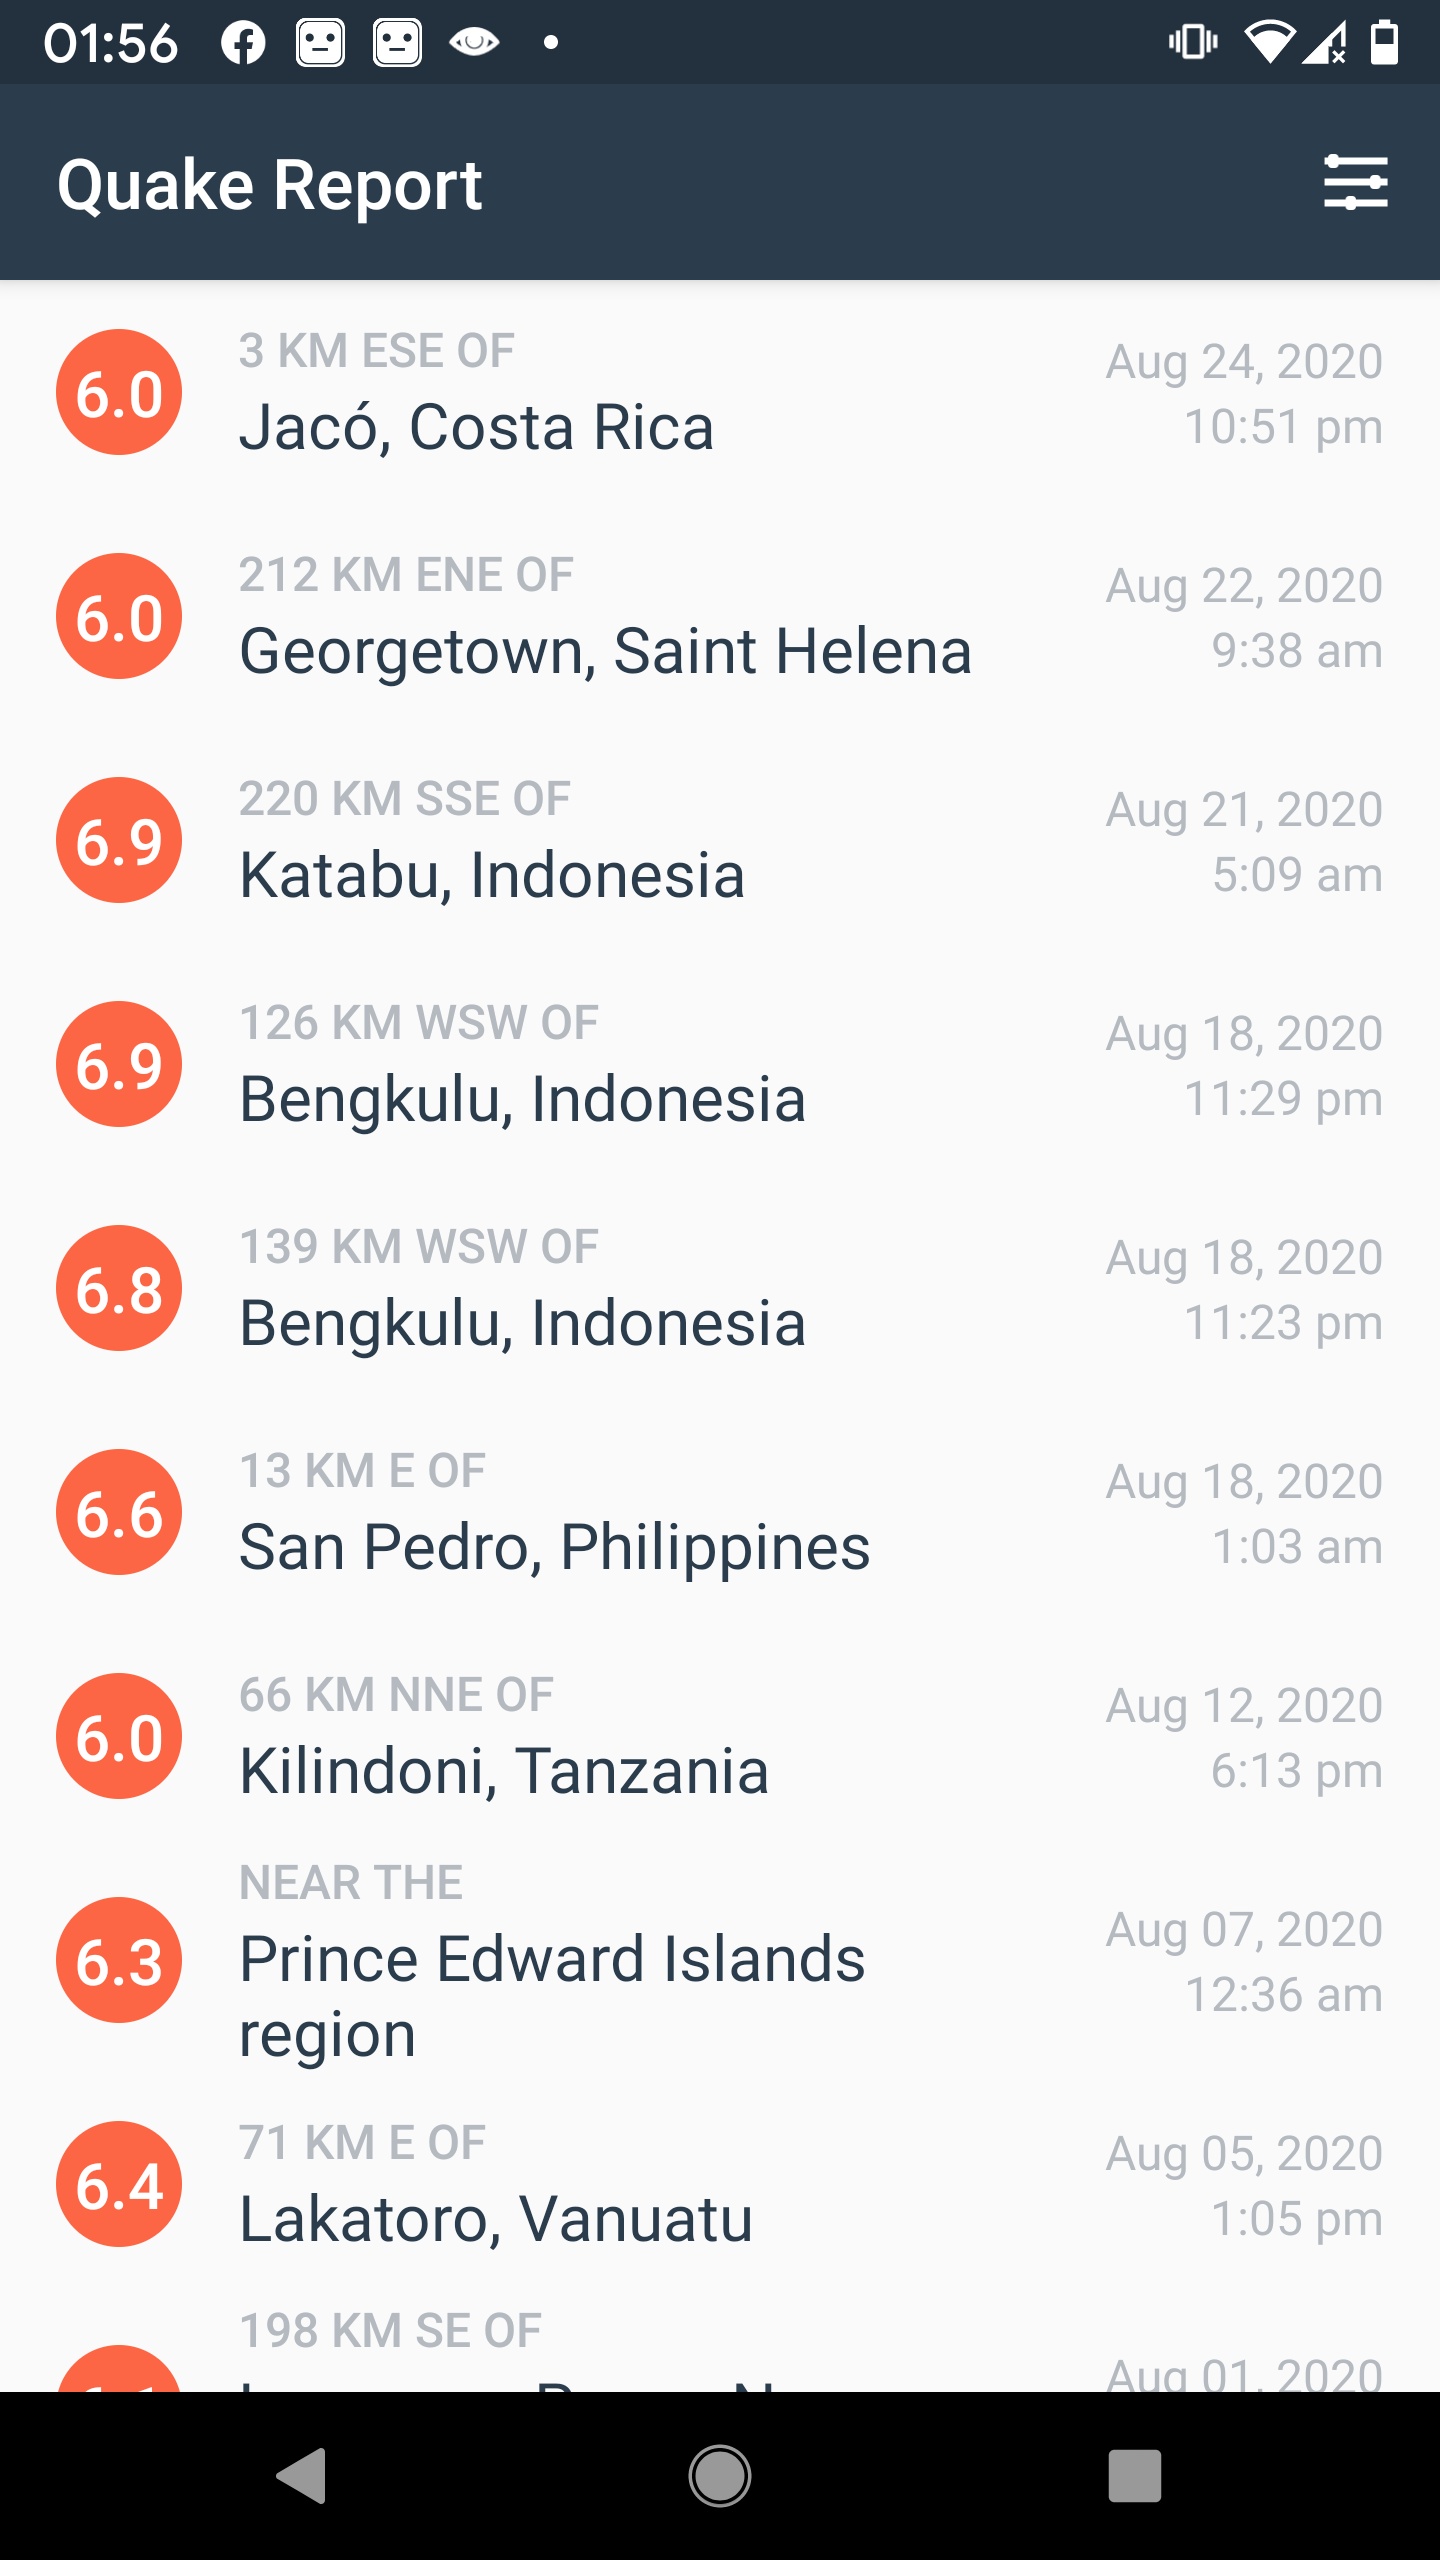 01:56
Quake Report
6.0
3 KM ESE OF
Jacó, Costa Rica
Aug 24, 2020
10:51 pm
6.0
212 KM ENE OF
Georgetown, Saint Helena
Aug 22, 2020
9:38 am
6.9
220 KM SSE OF
Katabu, Indonesia
Aug 21, 2020
5:09 am
6.9
126 KM WSW OF
Bengkulu, Indonesia
Aug 18, 2020
11:29 pm
6.8
139 KM WSW OF
Bengkulu, Indonesia
Aug 18, 2020
11:23 pm
6.6
13 KM E OF
San Pedro, Philippines
Aug 18, 2020
1:03 am
6.0
66 KM NNE OF
Kilindoni, Tanzania
Aug 12, 2020
6:13 pm
6.3
NEAR THE
Prince Edward Islands
region
Aug 07, 2020
12:36 am
6.4
71 KM E OF
Lakatoro, Vanuatu
Aug 05, 2020
1:05 pm
198 KM SE OF
Aug 01, 2020